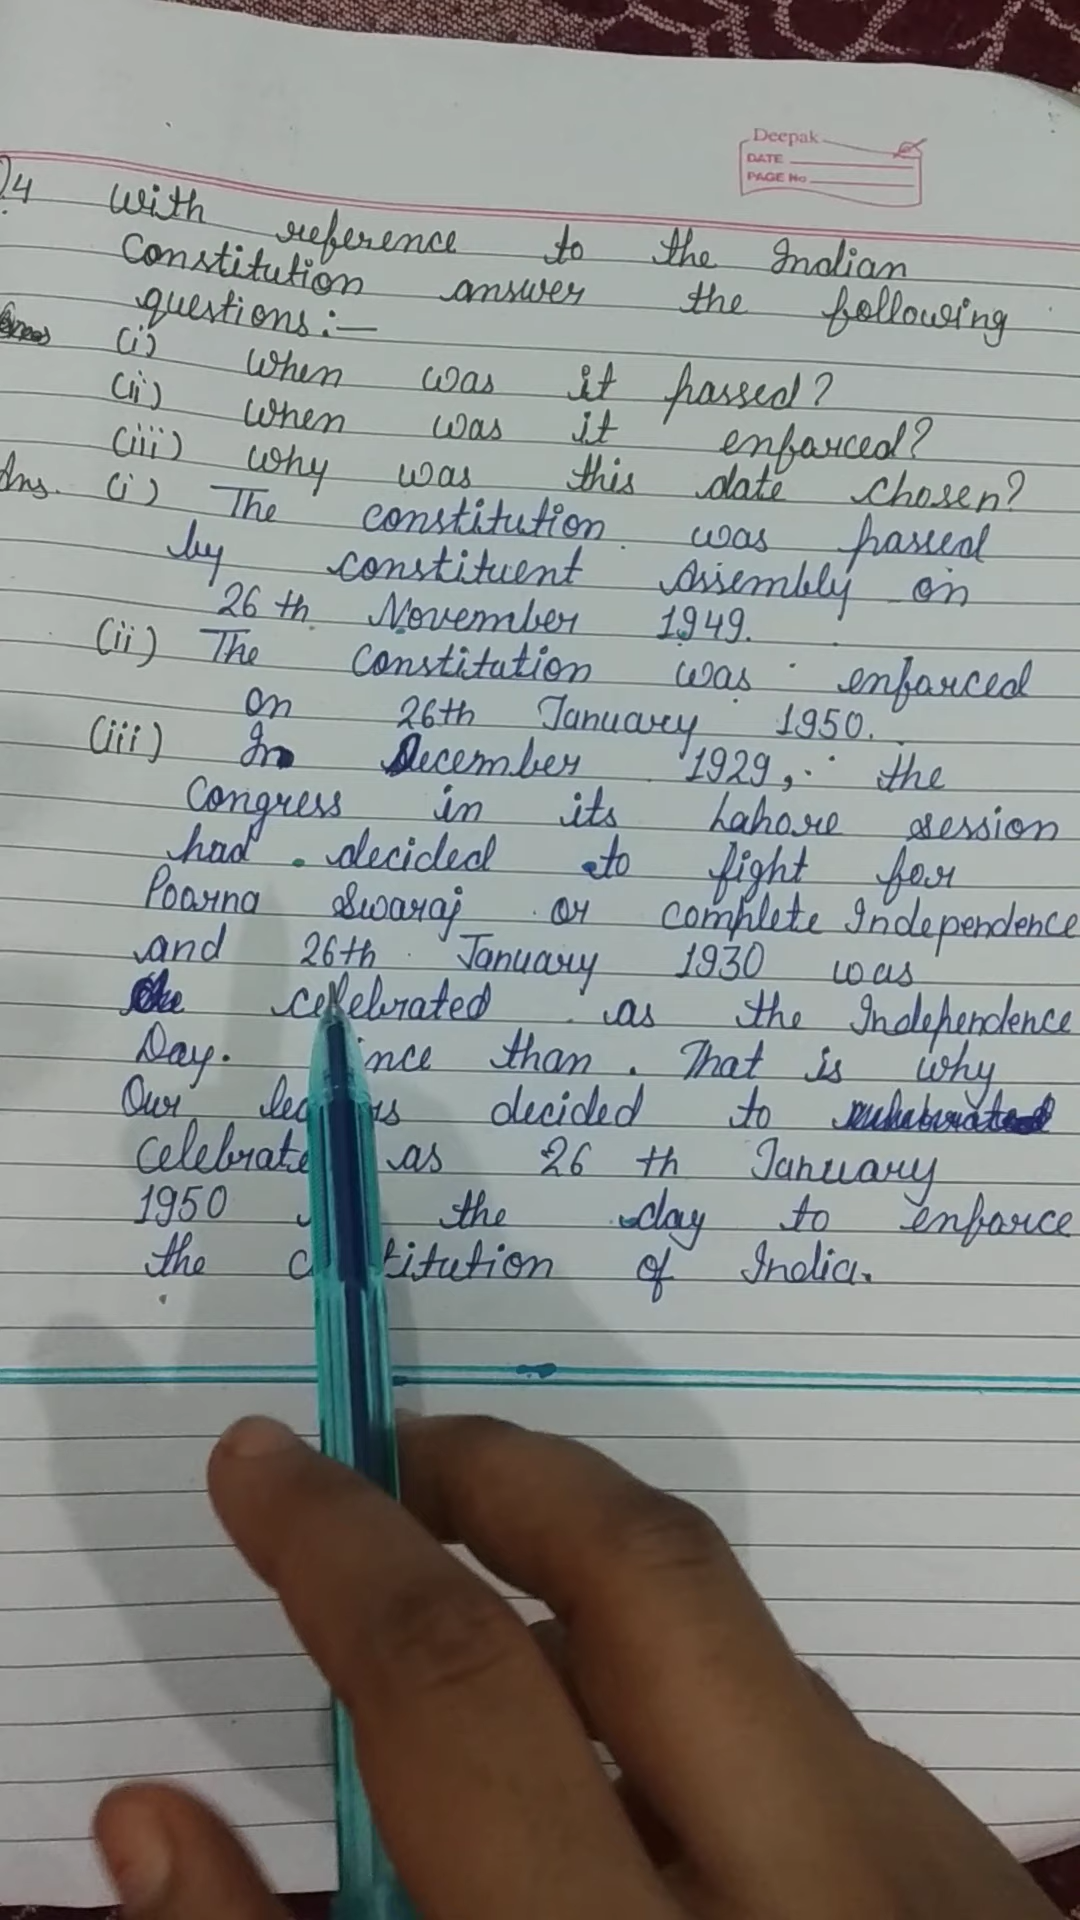 Deepak
DATE
PAGE No
Q.4 With reference to the Indian
Constitution answer the following
questions:—
(i) When was it passed?
(ii) When was it enforced?
(iii) Why was this date chosen?
Ans. (i) The constitution was passed
by constituent Assembly on
26 th November 1949.
(ii) The Constitution was enforced
on 26th January 1950.
(iii) In December 1929, the
Congress in its Lahore session
had decided to fight for
Poorna Swaraj or complete Independence
and 26th January 1930 was
celebrated as the Independence
Day. than. That is why
Our decided to
celebrate as 26 th January
1950 the day to enforce
the of India.